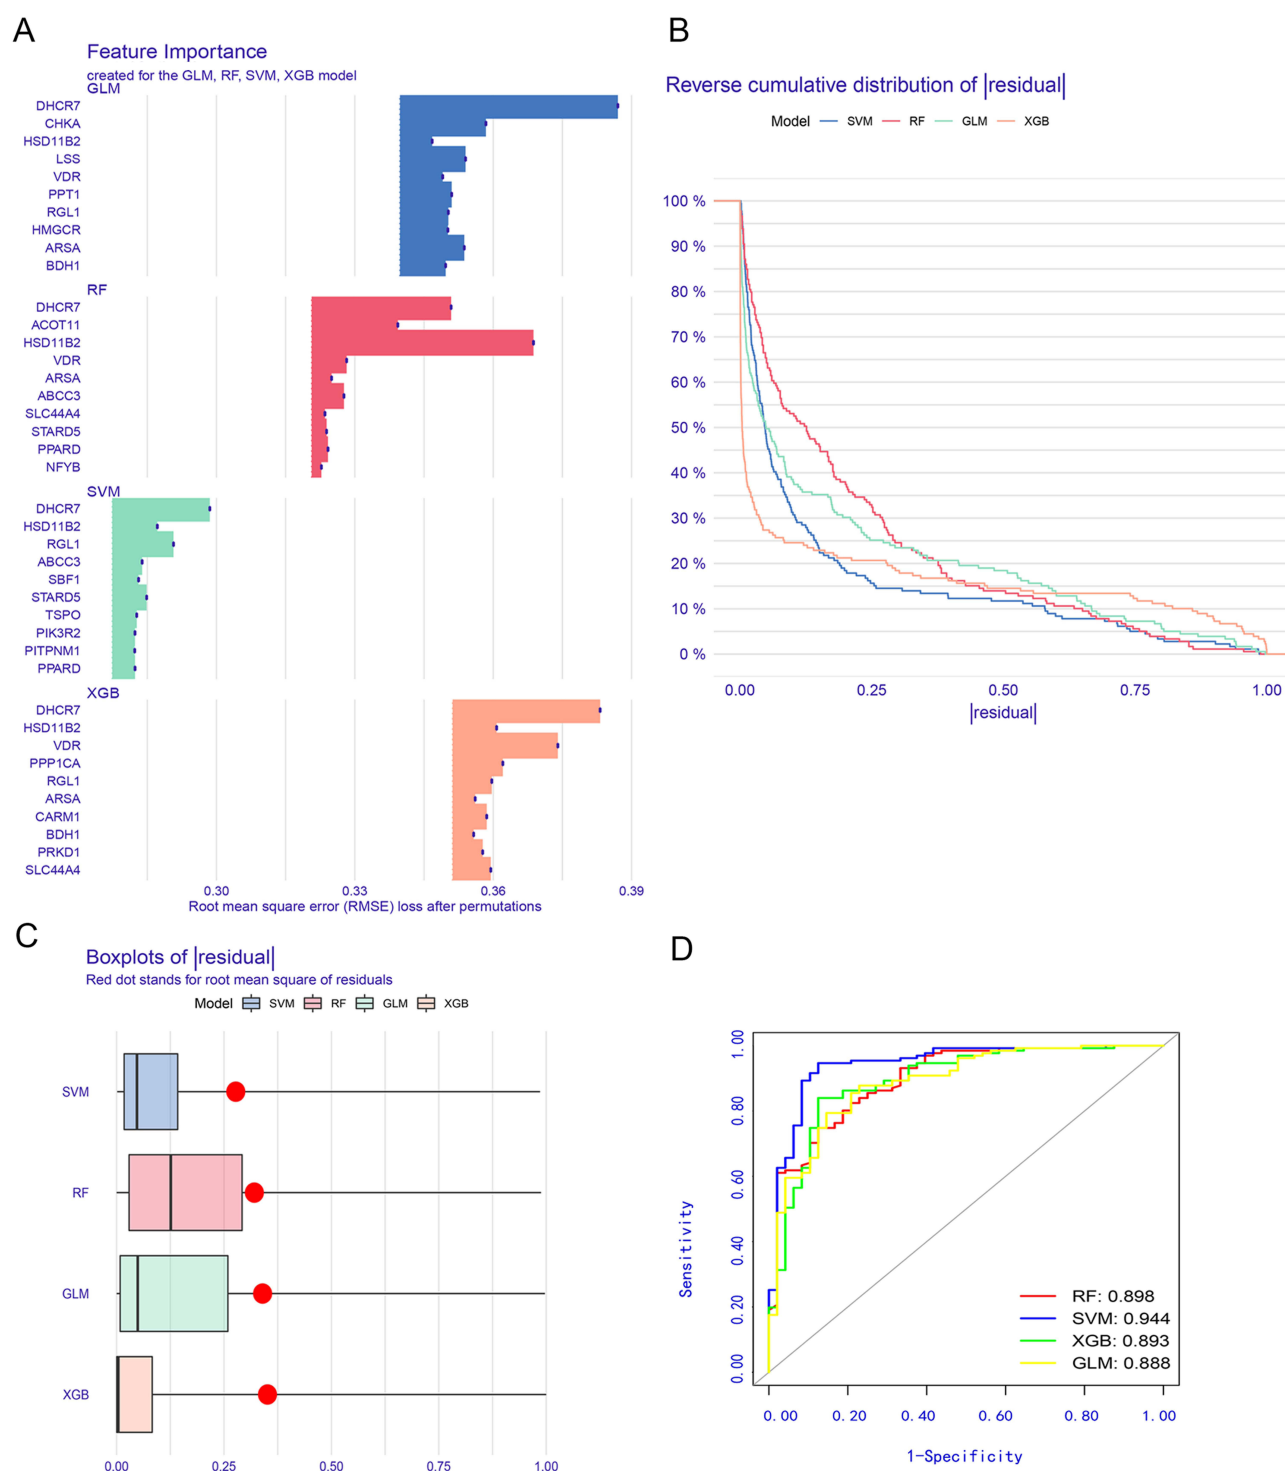 A
Feature Importance
created for the GLM, RF, SVM, XGB model
GLM
DHCR7
CHKA
HSD11B2
LSS
VDR
PPT1
RGL1
HMGCR
ARSA
BDH1
RF
DHCR7
ACOT11
HSD11B2
VDR
ARSA
ABCC3
SLC44A4
STARD5
PPARD
NFYB
SVM
DHCR7
HSD11B2
RGL1
ABCC3
SBF1
STARD5
TSPO
PIK3R2
PITPNM1
PPARD
XGB
DHCR7
HSD11B2
VDR
PPP1CA
RGL1
ARSA
CARM1
BDH1
PRKD1
SLC44A4
0.30 0.33 0.36 0.39
Root mean square error (RMSE) loss after permutations
B
Reverse cumulative distribution of |residual|
Model SVM RF GLM XGB
100 %
90 %
80 %
70 %
60 %
50 %
40 %
30 %
20 %
10 %
0 %
0.00 0.25 0.50 0.75 1.00
|residual|
C
Boxplots of |residual|
Red dot stands for root mean square of residuals
Model SVM RF GLM XGB
SVM
RF
GLM
XGB
0.00 0.25 0.50 0.75 1.00
D
Sensitivity
1.00
0.80
0.60
0.40
0.20
0.00
RF: 0.898
SVM: 0.944
XGB: 0.893
GLM: 0.888
0.00 0.20 0.40 0.60 0.80 1.00
1-Specificity